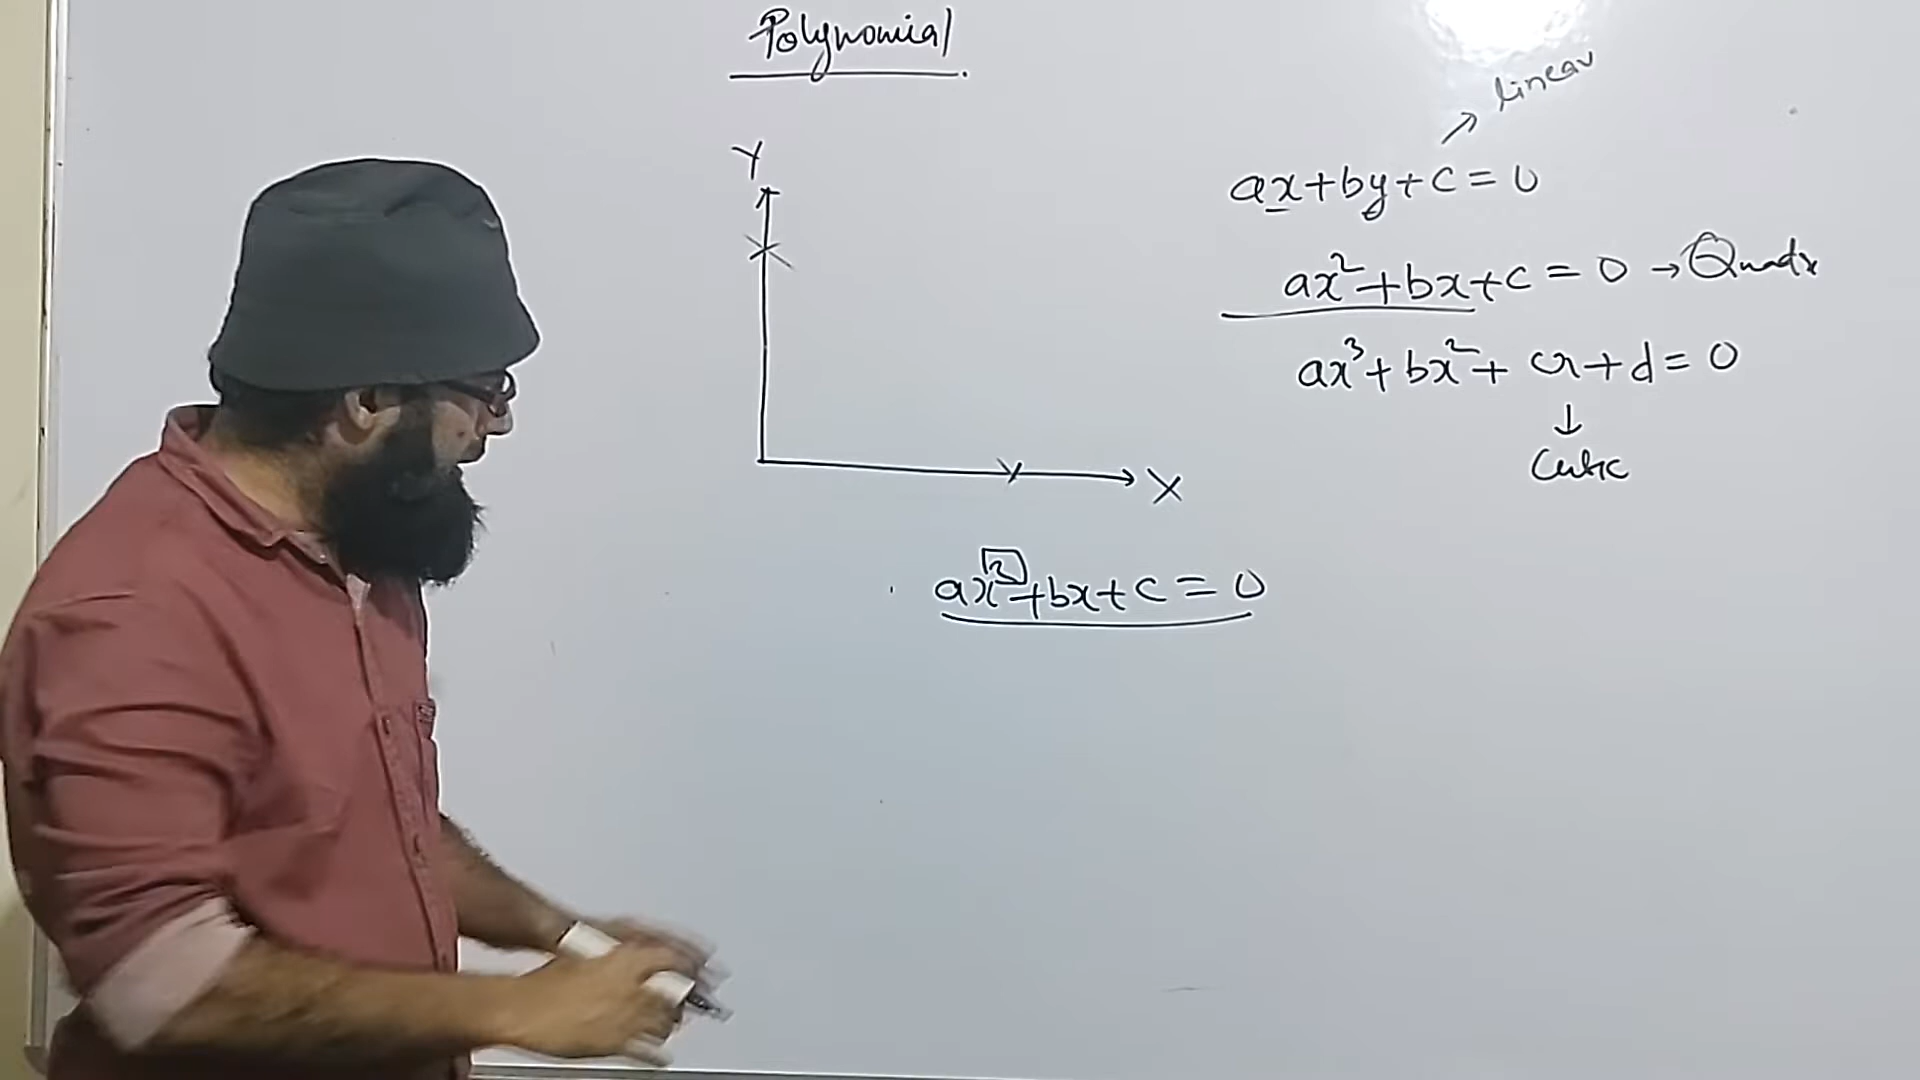 Polynomial
linear
ax+by+c=0
ax²+bx+c=0 → Quadr
ax³+bx²+cx+d=0
↓
Cubic
Y
X
ax²+bx+c=0